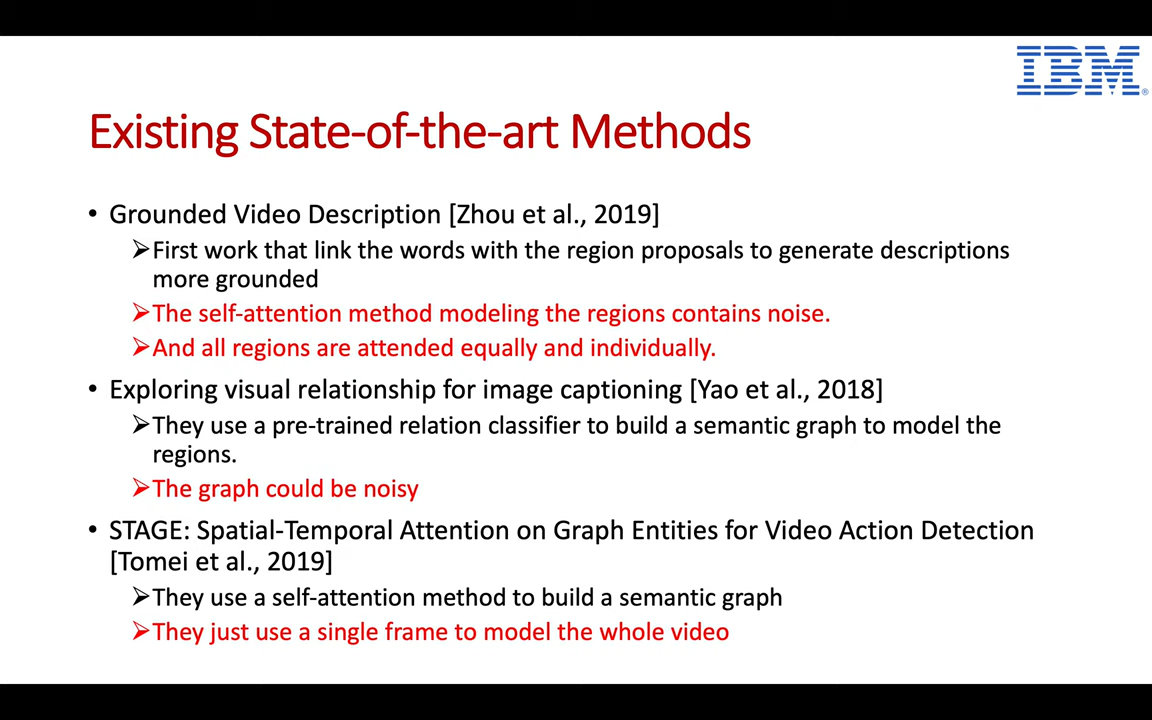 IBM®
Existing State-of-the-art Methods
• Grounded Video Description [Zhou et al., 2019]
➢First work that link the words with the region proposals to generate descriptions
more grounded
➢The self-attention method modeling the regions contains noise.
➢And all regions are attended equally and individually.
• Exploring visual relationship for image captioning [Yao et al., 2018]
➢They use a pre-trained relation classifier to build a semantic graph to model the
regions.
➢The graph could be noisy
• STAGE: Spatial-Temporal Attention on Graph Entities for Video Action Detection
[Tomei et al., 2019]
➢They use a self-attention method to build a semantic graph
➢They just use a single frame to model the whole video